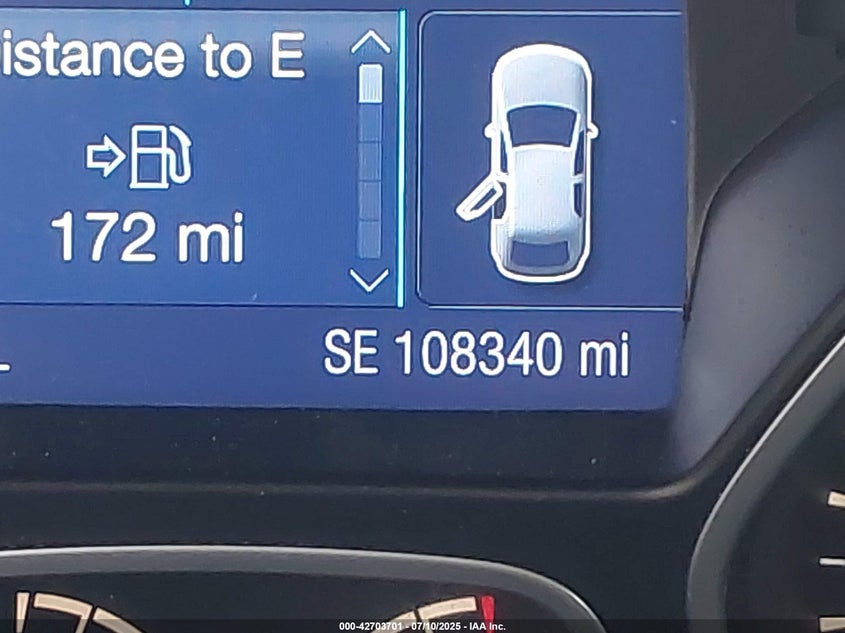 istance to E
172 mi
SE 108340 mi
000-42703701 - 07/10/2025 - IAA Inc.